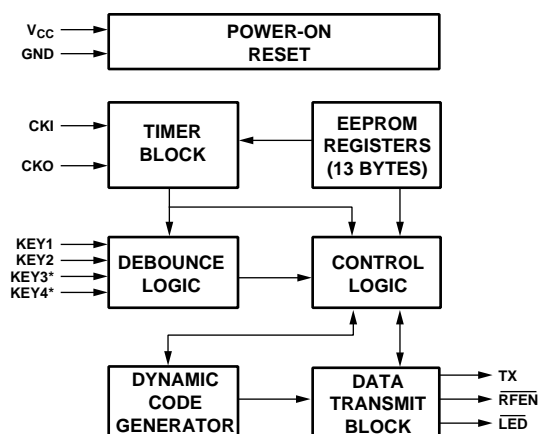 VCC
GND
POWER-ON
RESET
CKI
CKO
TIMER
BLOCK
EEPROM
REGISTERS
(13 BYTES)
KEY1
KEY2
KEY3*
KEY4*
DEBOUNCE
LOGIC
CONTROL
LOGIC
DYNAMIC
CODE
GENERATOR
DATA
TRANSMIT
BLOCK
TX
RFEN
LED